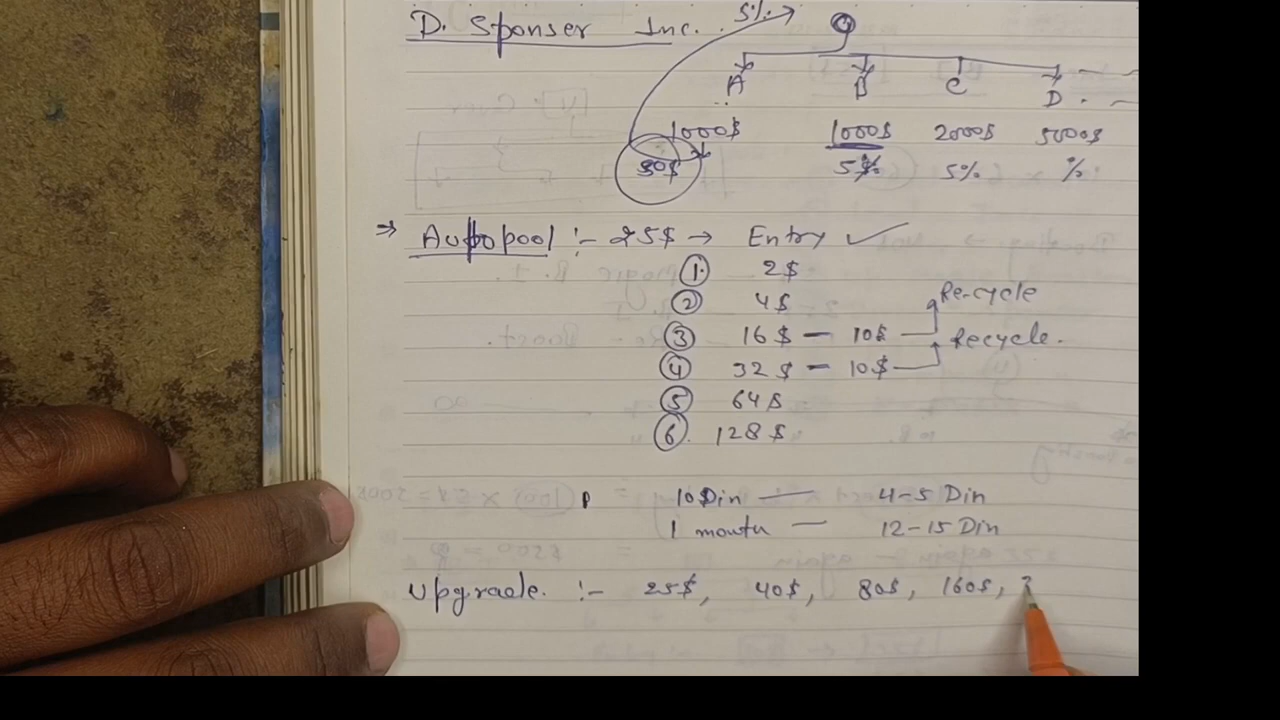 D. Sponser Inc. 5%
A B C D
1000$ 1000$ 2000$ 5000$
50$ 5% 5% %
⇒ Autopool :- 25$ → Entry ✓
① 2$
② 4$ Re-cycle
③ 16$ — 10$ Recycle.
④ 32$ — 10$
⑤ 64$
⑥ 128$
10 Din — 4-5 Din
1 month — 12-15 Din
Upgrade. :- 25$, 40$, 80$, 160$,